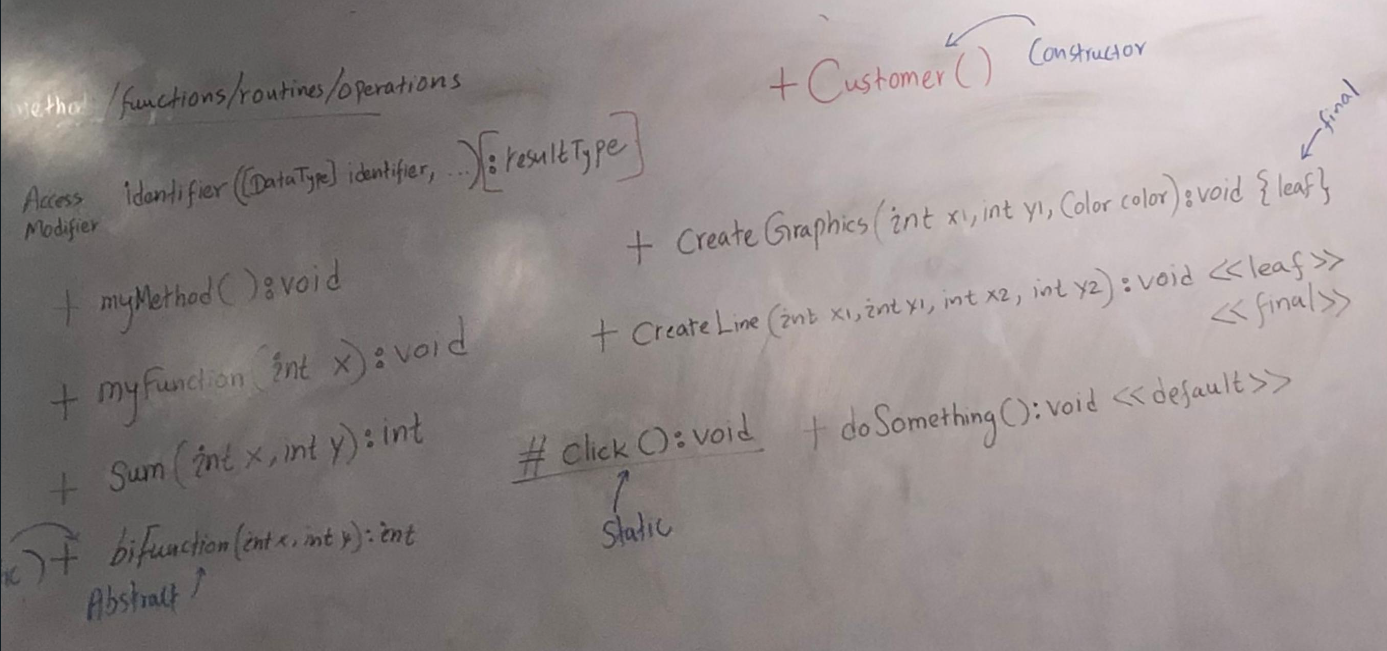 /functions/routines/operations
Access
Modifier
identifier([DataType] identifier, ...)[:resultType]
+ myMethod():void
+ myFunction(int x):void
+ Sum(int x, int y):int
+ bifunction(int x, int y):int
Abstract
+ Customer()
Constructor
final
+ CreateGraphics(int x1, int y1, Color color):void {leaf}
+ CreateLine(int x1, int y1, int x2, int y2):void <<leaf>>
<<final>>
# Click():void
Static
+ doSomething():void <<default>>